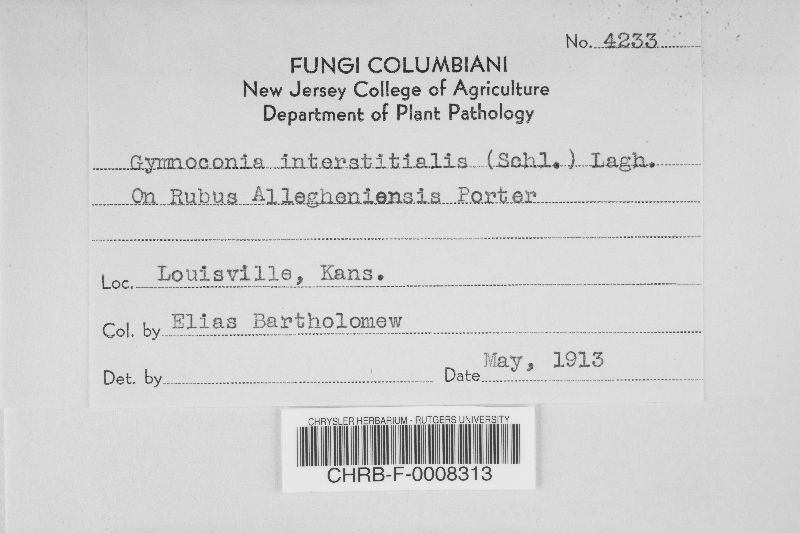 No. 4233
FUNGI COLUMBIANI
New Jersey College of Agriculture
Department of Plant Pathology
Gymnoconia interstitialis (Schl.) Lagh.
On Rubus Allegheniensis Porter
Loc. Louisville, Kans.
Col. by Elias Bartholomew
Det. by Date May, 1913
CHRYSLER HERBARIUM - RUTGERS UNIVERSITY
CHRB-F-0008313